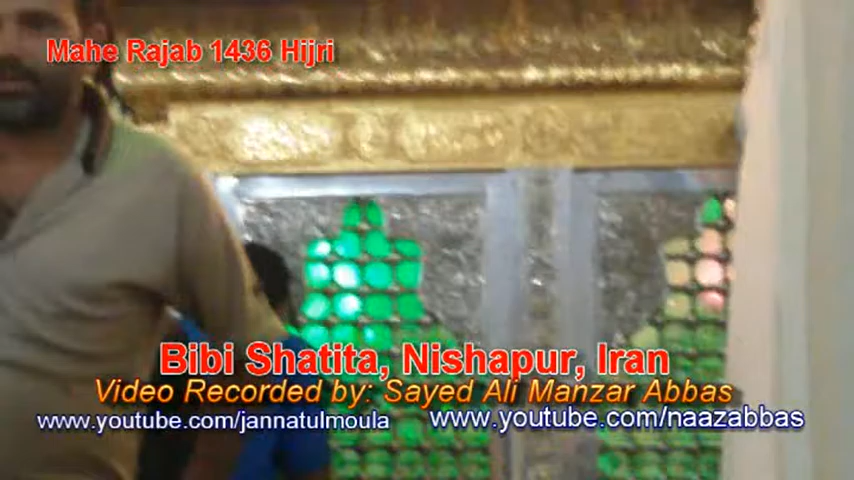 Mahe Rajab 1436 Hijri
Bibi Shatita, Nishapur, Iran
Video Recorded by: Sayed Ali Manzar Abbas
www.youtube.com/jannatulmoula www.youtube.com/naazabbas